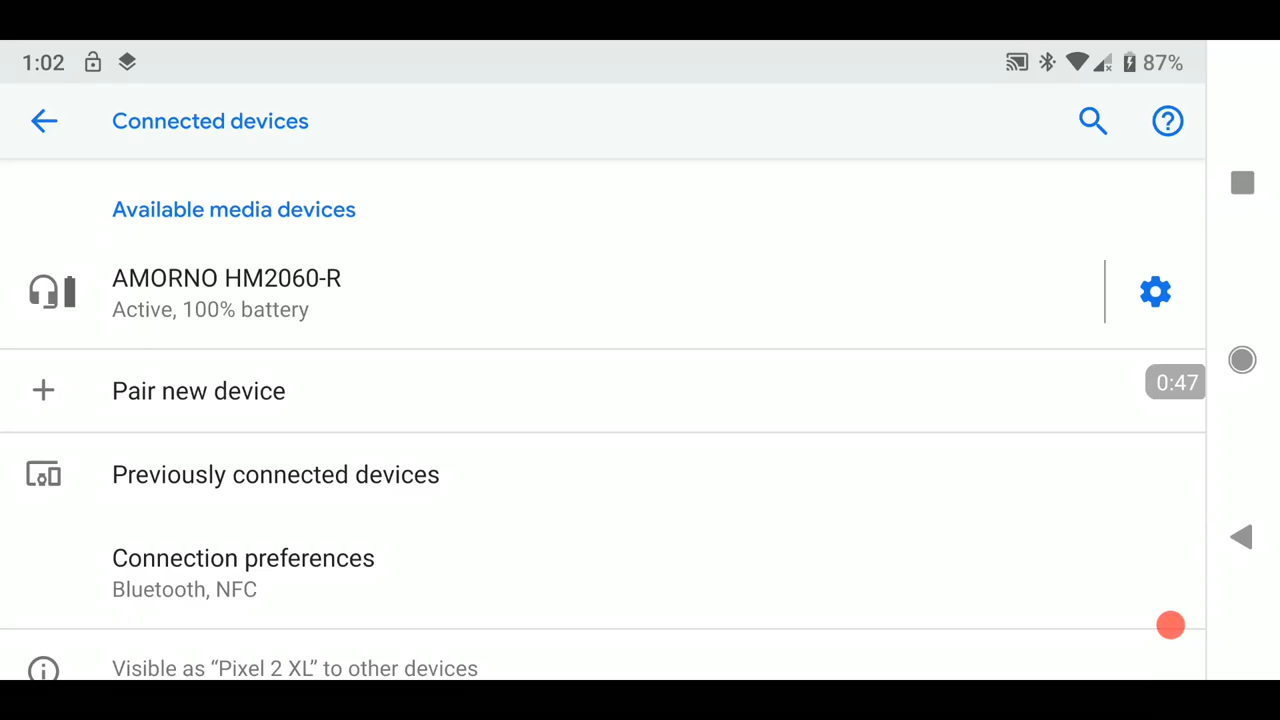 1:02
87%
Connected devices
Available media devices
AMORNO HM2060-R
Active, 100% battery
Pair new device
0:47
Previously connected devices
Connection preferences
Bluetooth, NFC
Visible as “Pixel 2 XL” to other devices